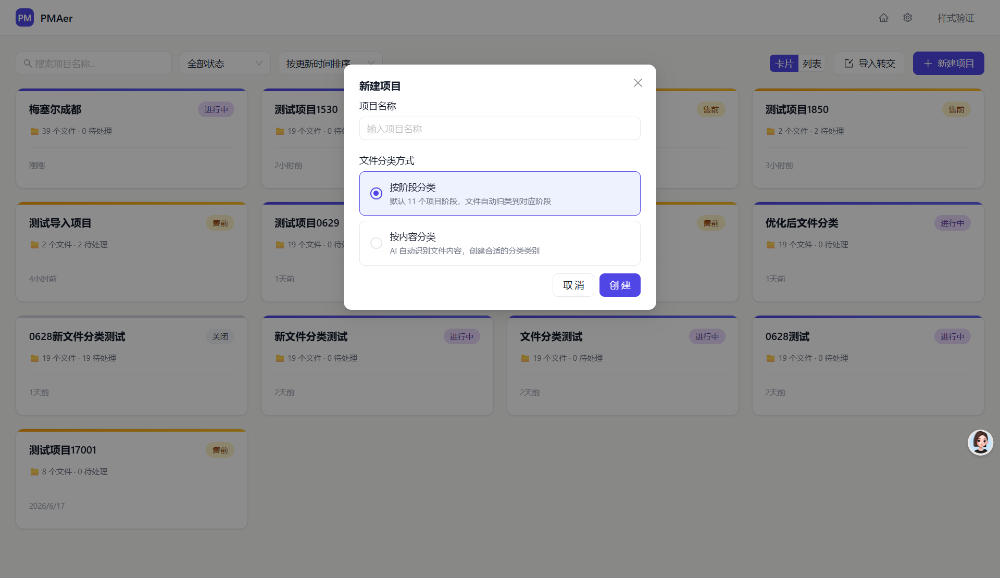 PM PMAer
样式验证
搜索项目名称...
全部状态
按更新时间排序
卡片 列表
导入转交
新建项目
新建项目
项目名称
输入项目名称
文件分类方式
按阶段分类
默认 11 个项目阶段，文件自动归类到对应阶段
按内容分类
AI 自动识别文件内容，创建合适的分类类别
取 消
创 建
梅塞尔成都
进行中
39 个文件 · 0 待处理
刚刚
测试项目1530
19 个文件 · 0 待
2小时前
售前
测试项目1850
售前
2 个文件 · 2 待处理
3小时前
测试导入项目
售前
2 个文件 · 2 待处理
4小时前
测试项目0629
19 个文件 · 0 待
1天前
售前
优化后文件分类
进行中
19 个文件 · 0 待处理
1天前
0628新文件分类测试
关闭
19 个文件 · 19 待处理
1天前
新文件分类测试
进行中
19 个文件 · 0 待处理
2天前
文件分类测试
进行中
19 个文件 · 0 待处理
2天前
0628测试
进行中
19 个文件 · 0 待处理
2天前
测试项目17001
售前
8 个文件 · 0 待处理
2026/6/17